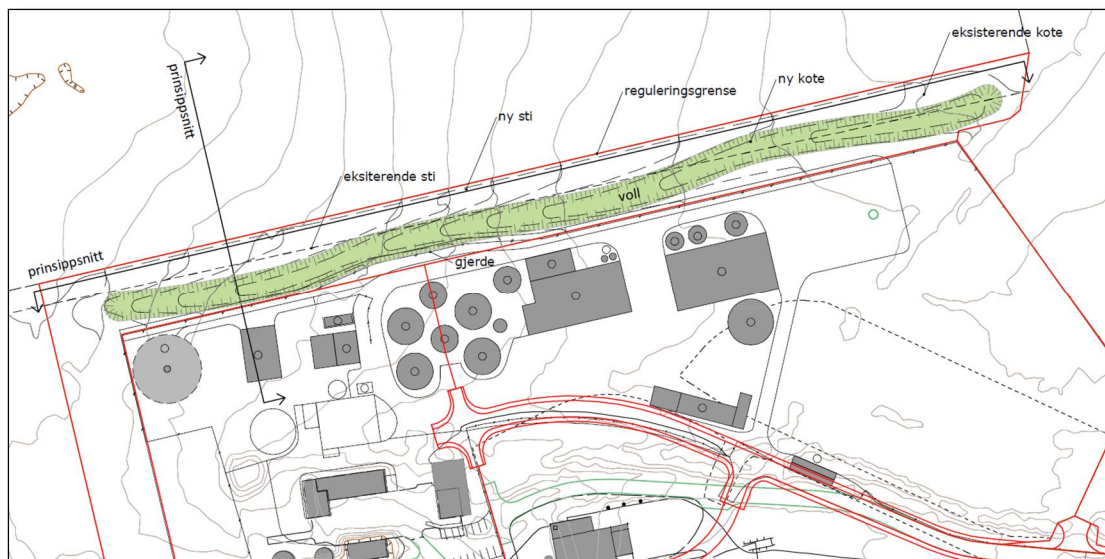 eksisterende kote
prinsippsnitt
ny kote
reguleringsgrense
ny sti
eksiterende sti
voll
gjerde
prinsippsnitt